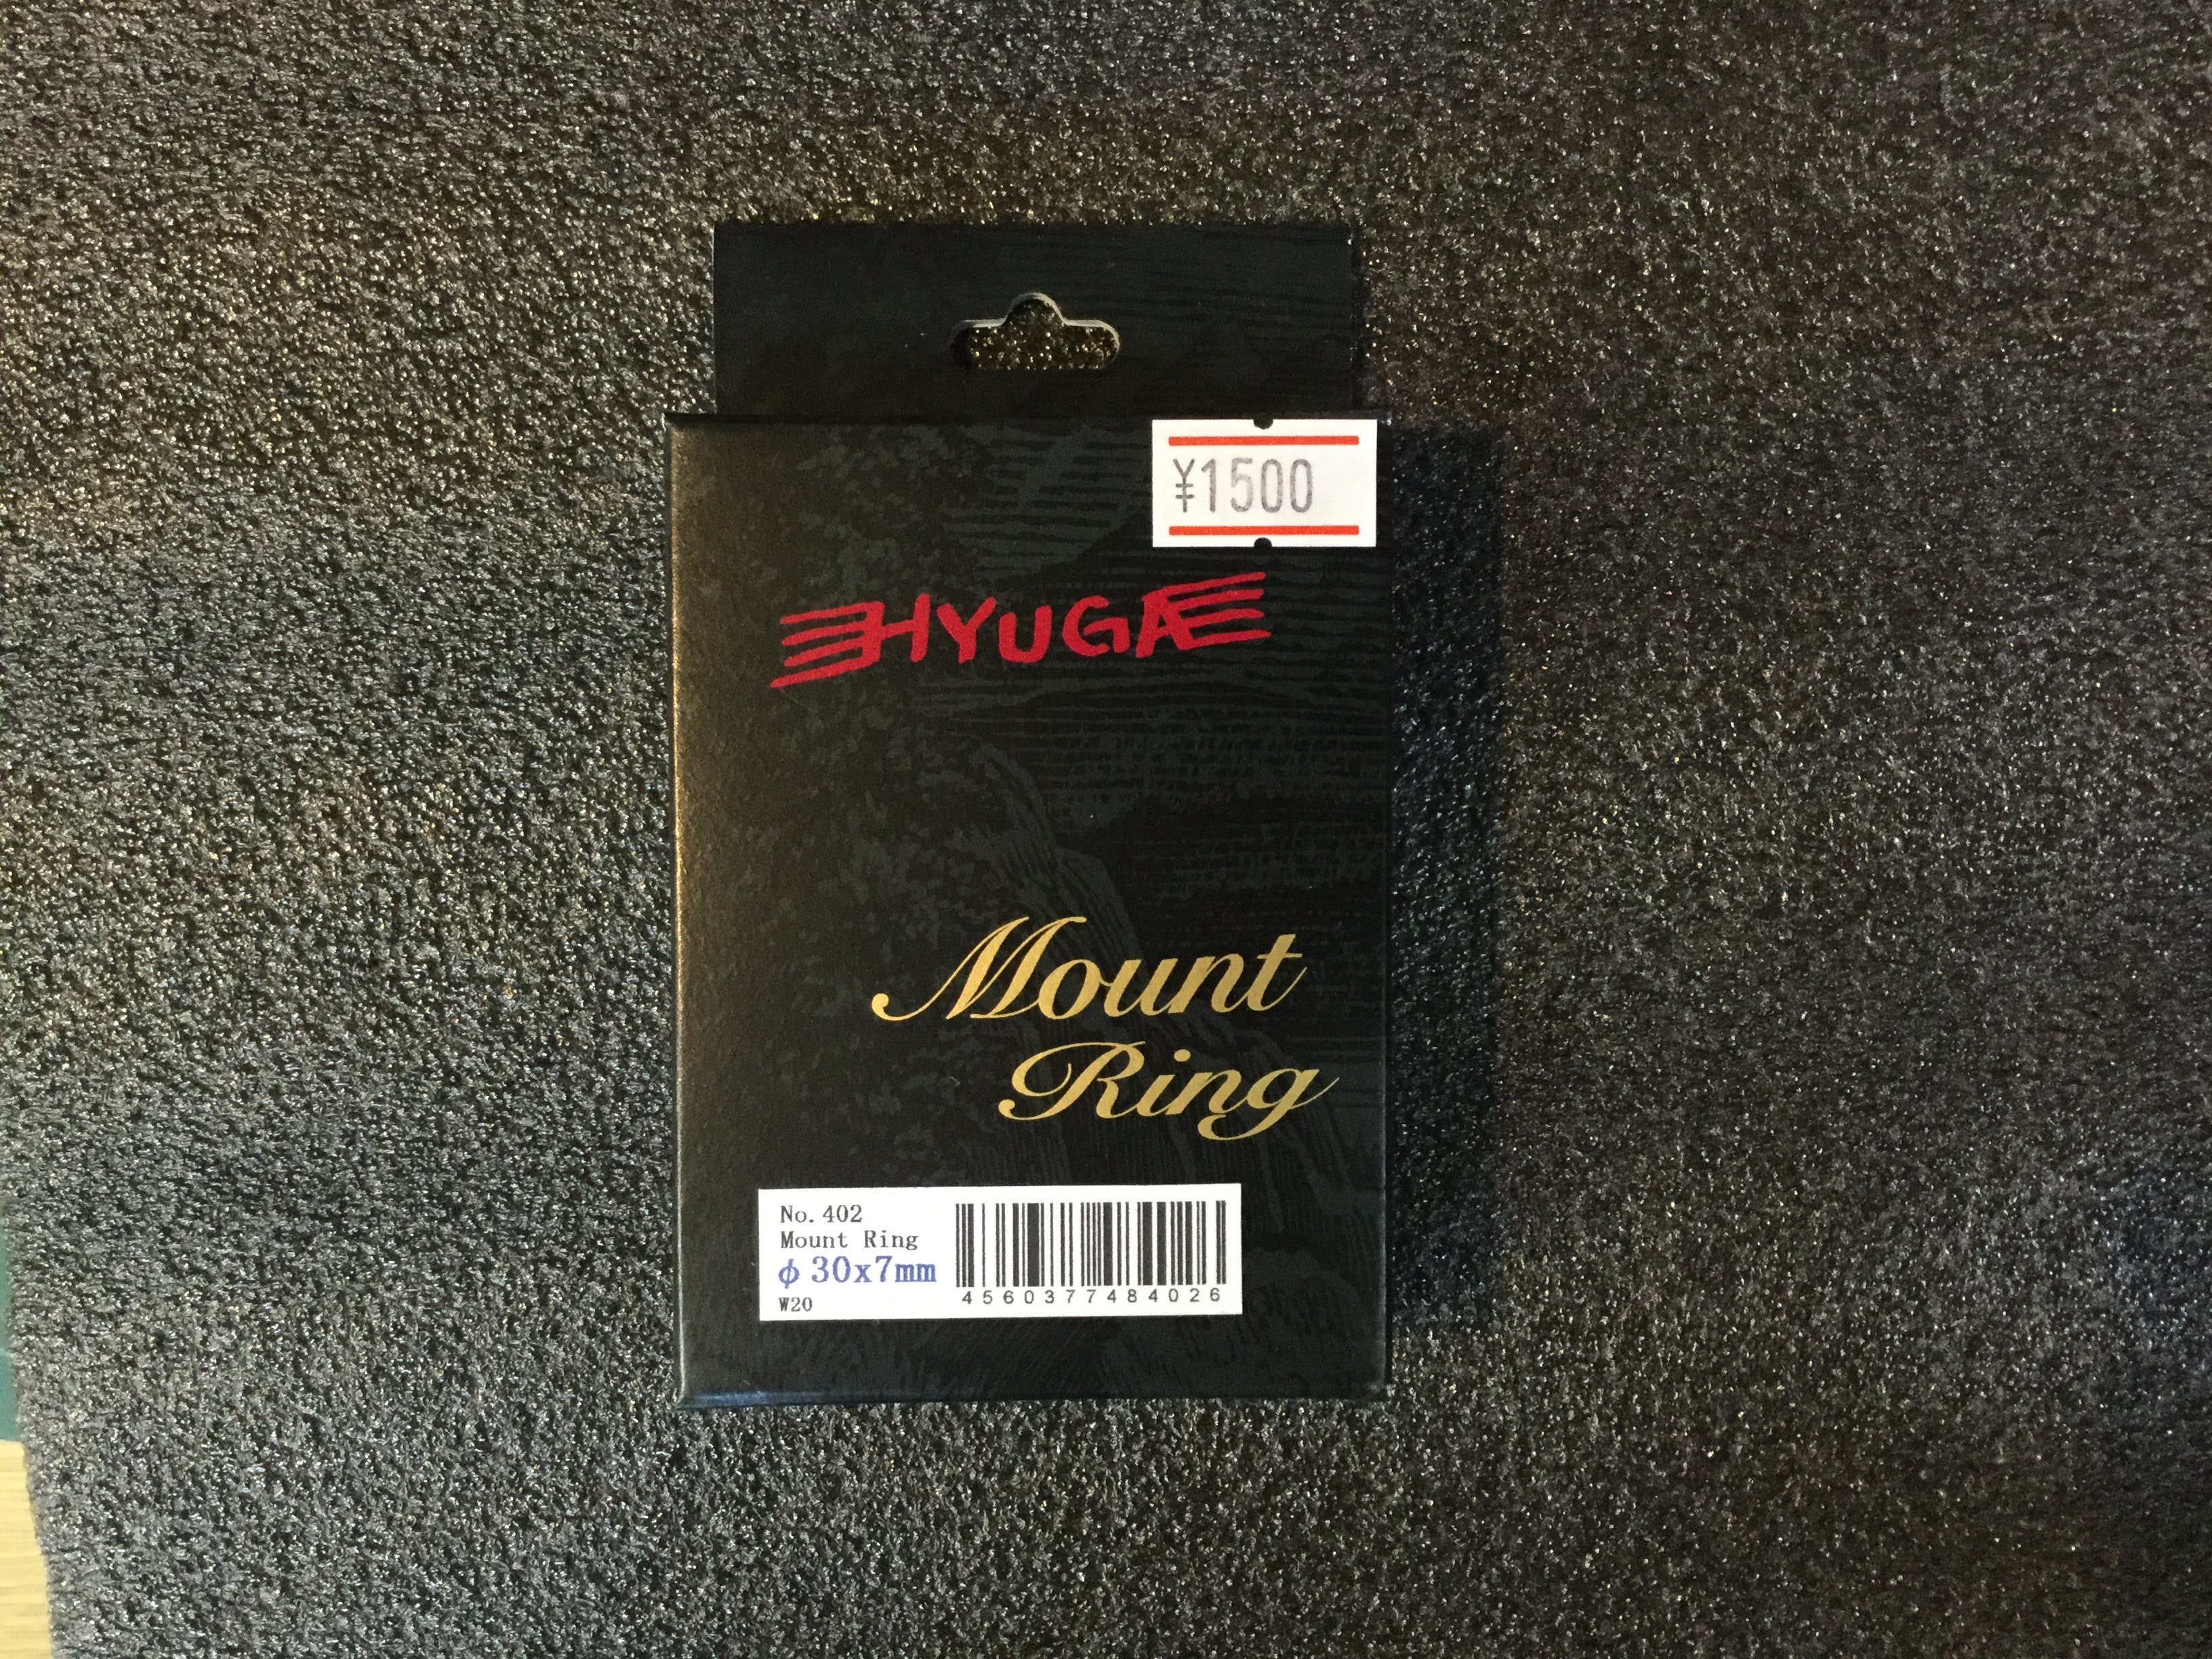 ¥1500
HYUGA
Mount
Ring
No.402
Mount Ring
φ 30x7mm
W20
4560377484026